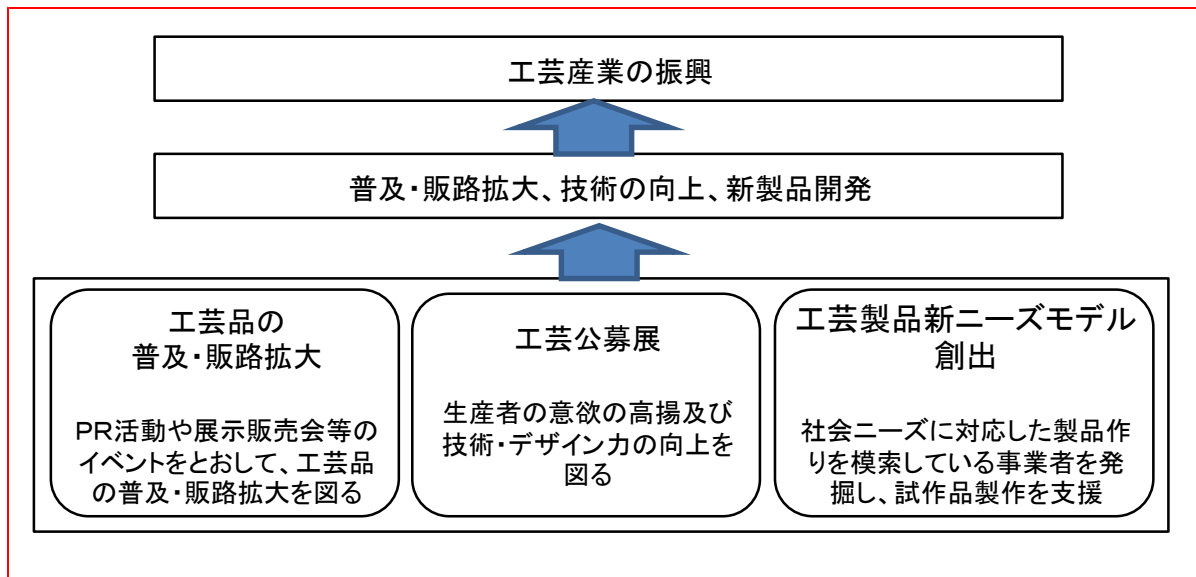 工芸産業の振興
普及・販路拡大、技術の向上、新製品開発
工芸品の
普及・販路拡大
PR活動や展示販売会等の
イベントをとおして、工芸品
の普及・販路拡大を図る
工芸公募展
生産者の意欲の高揚及び
技術・デザイン力の向上を
図る
工芸製品新ニーズモデル
創出
社会ニーズに対応した製品作
りを模索している事業者を発
掘し、試作品製作を支援